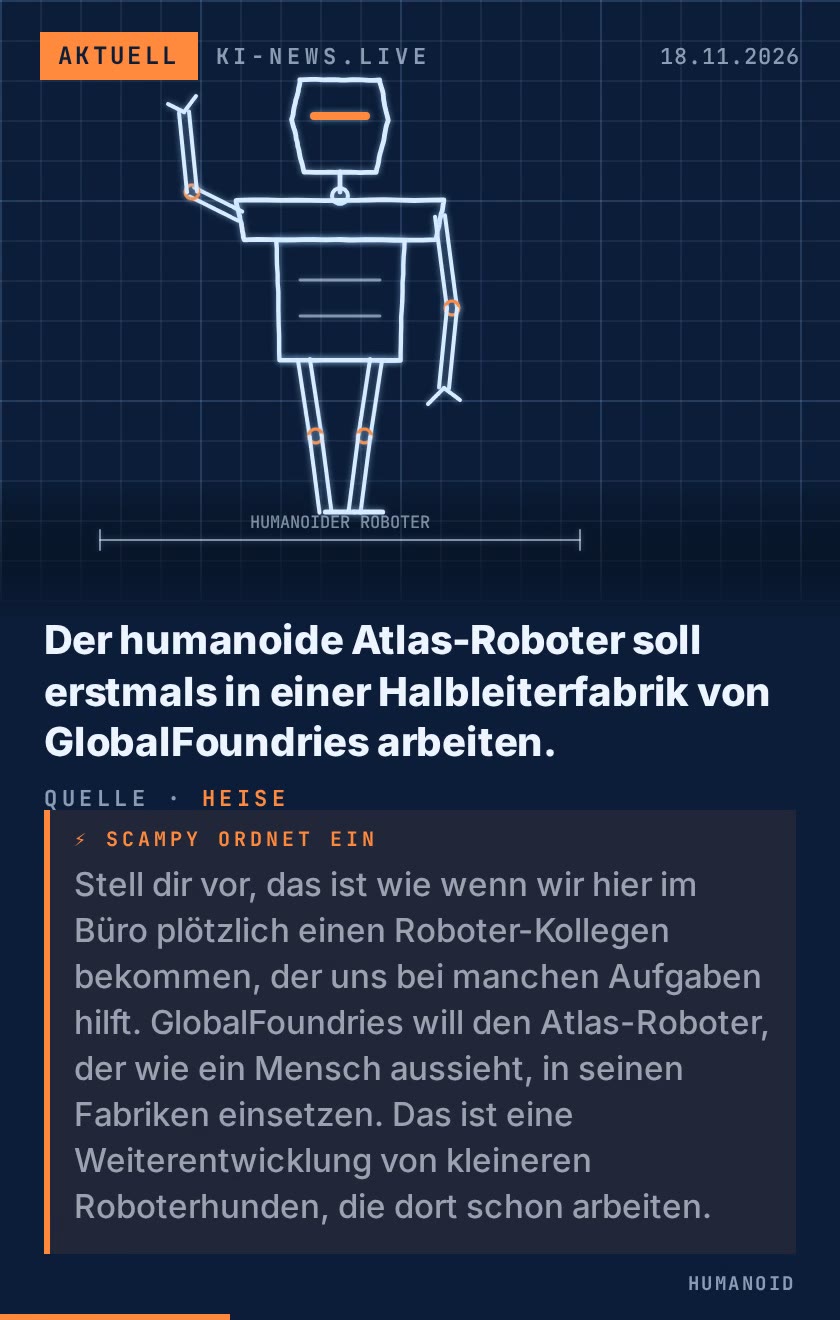 AKTUELL KI-NEWS.LIVE 18.11.2026
HUMANOIDER ROBOTER
Der humanoide Atlas-Roboter soll
erstmals in einer Halbleiterfabrik von
GlobalFoundries arbeiten.
QUELLE · HEISE
⚡ SCAMPY ORDNET EIN
Stell dir vor, das ist wie wenn wir hier im
Büro plötzlich einen Roboter-Kollegen
bekommen, der uns bei manchen Aufgaben
hilft. GlobalFoundries will den Atlas-Roboter,
der wie ein Mensch aussieht, in seinen
Fabriken einsetzen. Das ist eine
Weiterentwicklung von kleineren
Roboterhunden, die dort schon arbeiten.
HUMANOID